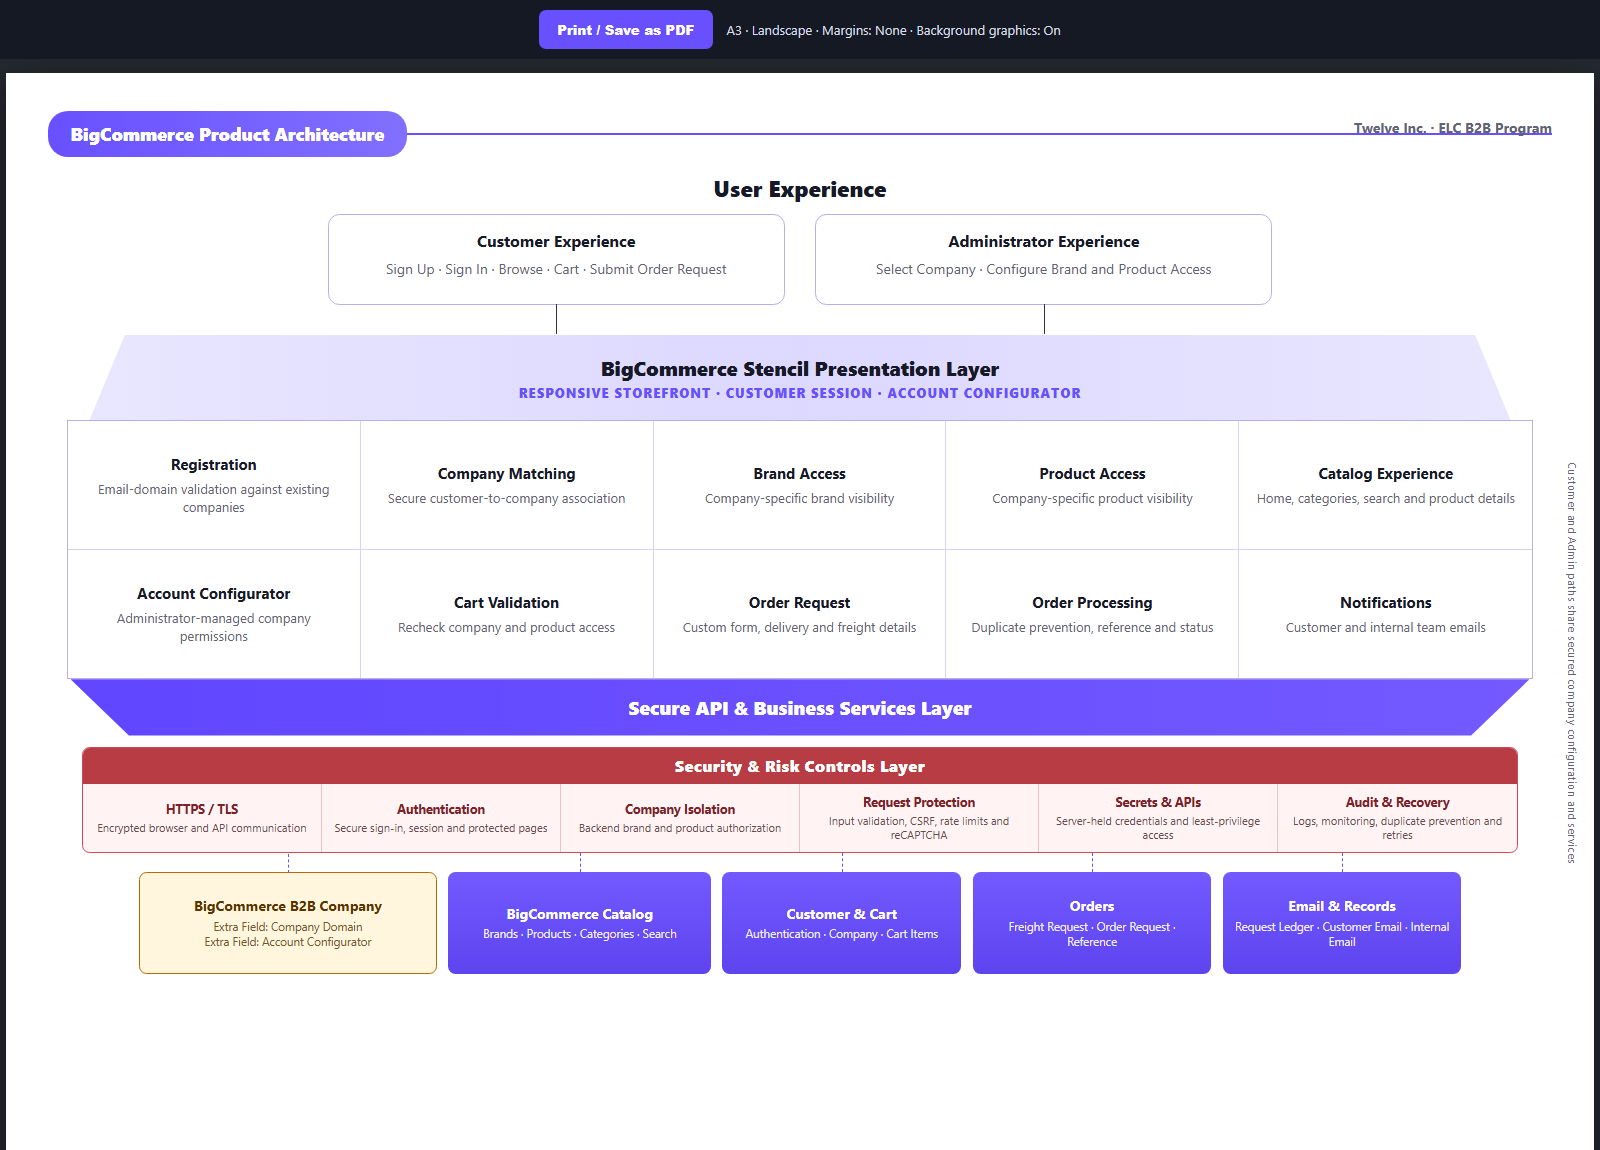 Print / Save as PDF
A3 · Landscape · Margins: None · Background graphics: On
BigCommerce Product Architecture
Twelve Inc. · ELC B2B Program
User Experience
Customer Experience
Sign Up · Sign In · Browse · Cart · Submit Order Request
Administrator Experience
Select Company · Configure Brand and Product Access
BigCommerce Stencil Presentation Layer
RESPONSIVE STOREFRONT · CUSTOMER SESSION · ACCOUNT CONFIGURATOR
Registration
Email-domain validation against existing
companies
Company Matching
Secure customer-to-company association
Brand Access
Company-specific brand visibility
Product Access
Company-specific product visibility
Catalog Experience
Home, categories, search and product details
Account Configurator
Administrator-managed company
permissions
Cart Validation
Recheck company and product access
Order Request
Custom form, delivery and freight details
Order Processing
Duplicate prevention, reference and status
Notifications
Customer and internal team emails
Customer and Admin paths share secured company configuration and services
Secure API & Business Services Layer
Security & Risk Controls Layer
HTTPS / TLS
Encrypted browser and API communication
Authentication
Secure sign-in, session and protected pages
Company Isolation
Backend brand and product authorization
Request Protection
Input validation, CSRF, rate limits and
reCAPTCHA
Secrets & APIs
Server-held credentials and least-privilege
access
Audit & Recovery
Logs, monitoring, duplicate prevention and
retries
BigCommerce B2B Company
Extra Field: Company Domain
Extra Field: Account Configurator
BigCommerce Catalog
Brands · Products · Categories · Search
Customer & Cart
Authentication · Company · Cart Items
Orders
Freight Request · Order Request ·
Reference
Email & Records
Request Ledger · Customer Email · Internal
Email